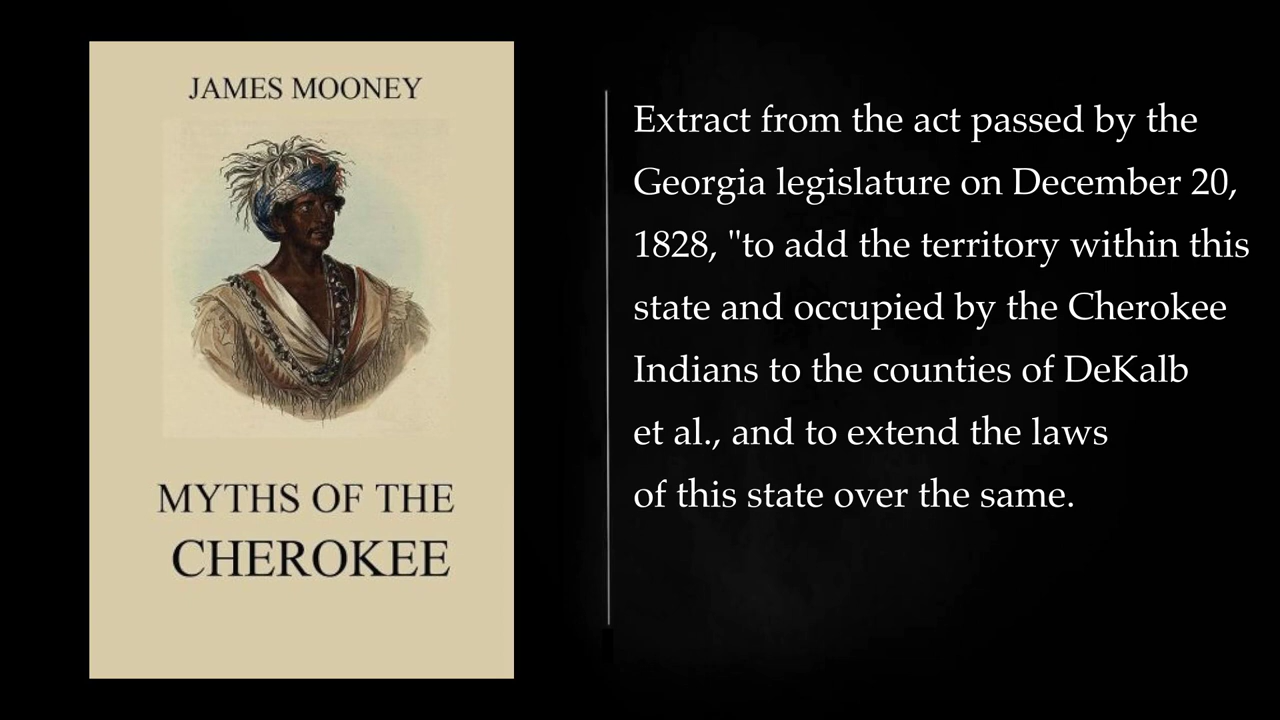 JAMES MOONEY
MYTHS OF THE
CHEROKEE
Extract from the act passed by the
Georgia legislature on December 20,
1828, "to add the territory within this
state and occupied by the Cherokee
Indians to the counties of DeKalb
et al., and to extend the laws
of this state over the same.